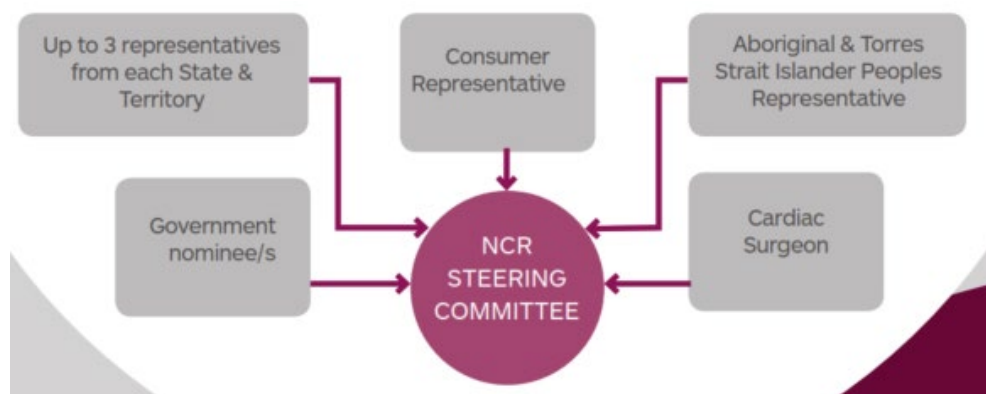 Up to 3 representatives
from each State &
Territory
Consumer
Representative
Aboriginal & Torres
Strait Islander Peoples
Representative
Government
nominee/s
NCR
STEERING
COMMITTEE
Cardiac
Surgeon